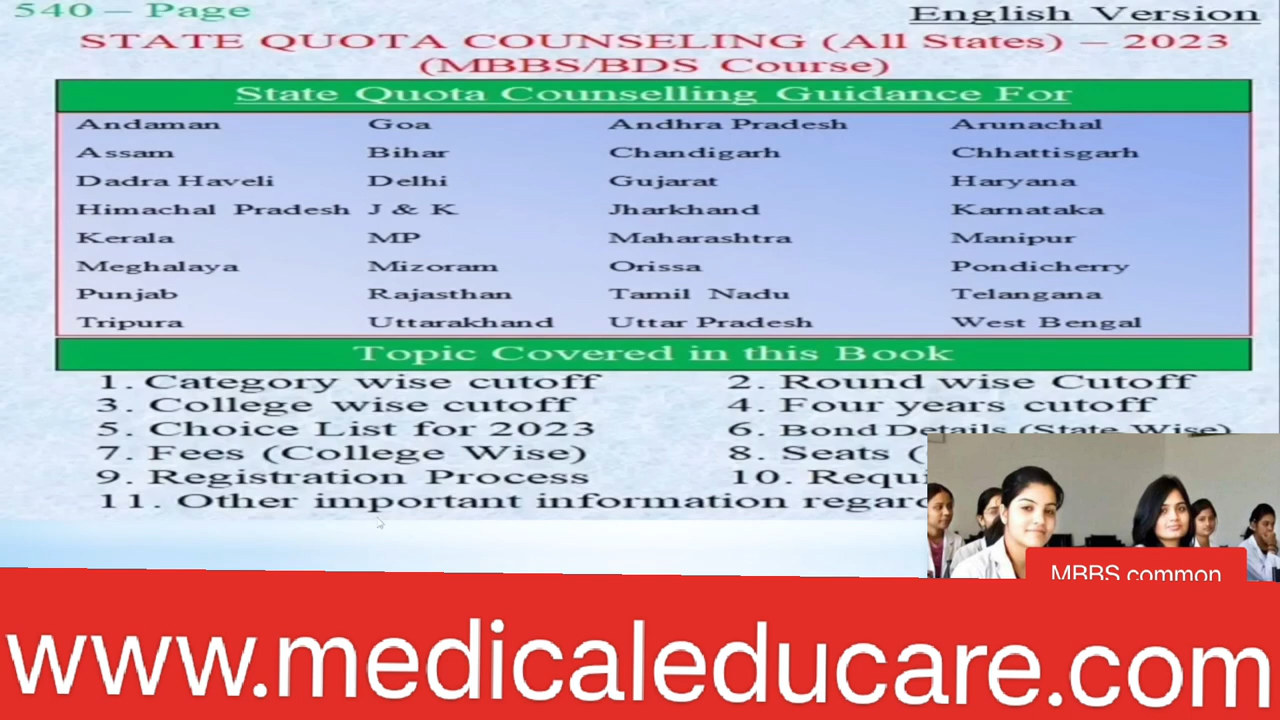 540 – Page English Version
STATE QUOTA COUNSELING (All States) – 2023
(MBBS/BDS Course)
State Quota Counselling Guidance For
Andaman Goa Andhra Pradesh Arunachal
Assam Bihar Chandigarh Chhattisgarh
Dadra Haveli Delhi Gujarat Haryana
Himachal Pradesh J & K Jharkhand Karnataka
Kerala MP Maharashtra Manipur
Meghalaya Mizoram Orissa Pondicherry
Punjab Rajasthan Tamil Nadu Telangana
Tripura Uttarakhand Uttar Pradesh West Bengal
Topic Covered in this Book
1. Category wise cutoff 2. Round wise Cutoff
3. College wise cutoff 4. Four years cutoff
5. Choice List for 2023 6. Bond Details (State Wise)
7. Fees (College Wise) 8. Seats (
9. Registration Process 10.
11. Other important information
MBBS common
www.medicaleducare.com